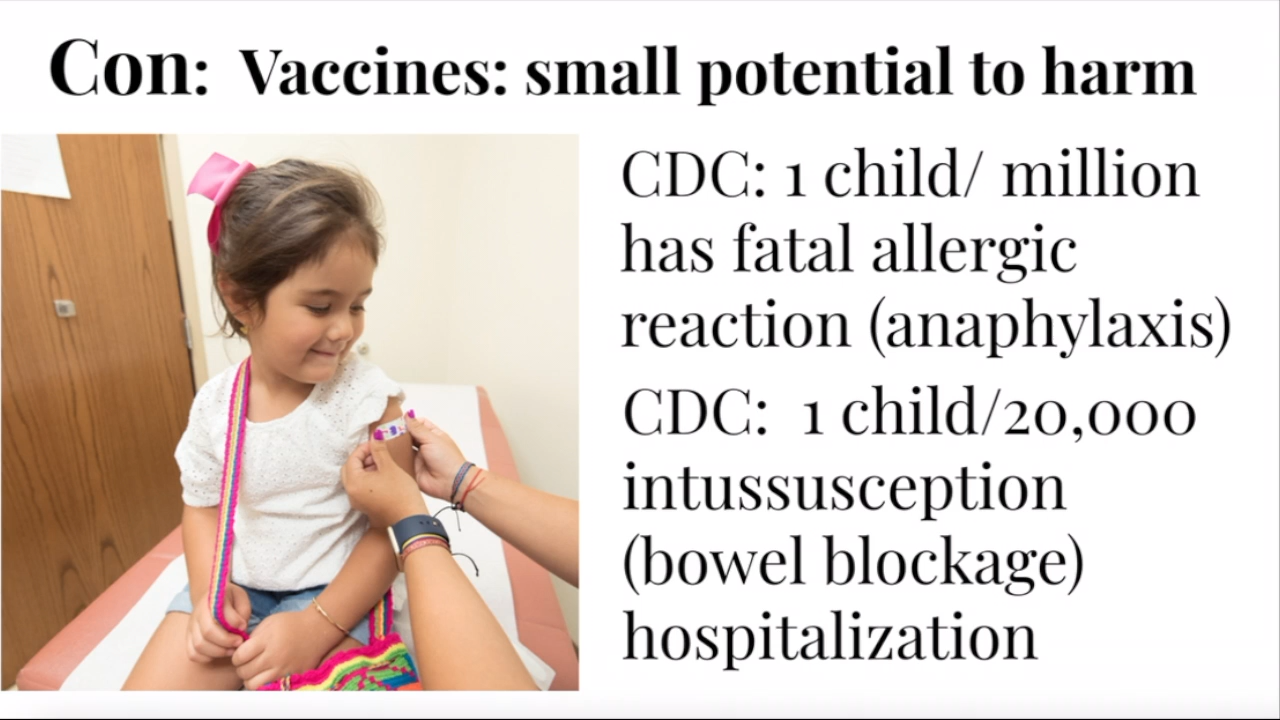 Con: Vaccines: small potential to harm
CDC: 1 child/ million
has fatal allergic
reaction (anaphylaxis)
CDC: 1 child/20,000
intussusception
(bowel blockage)
hospitalization